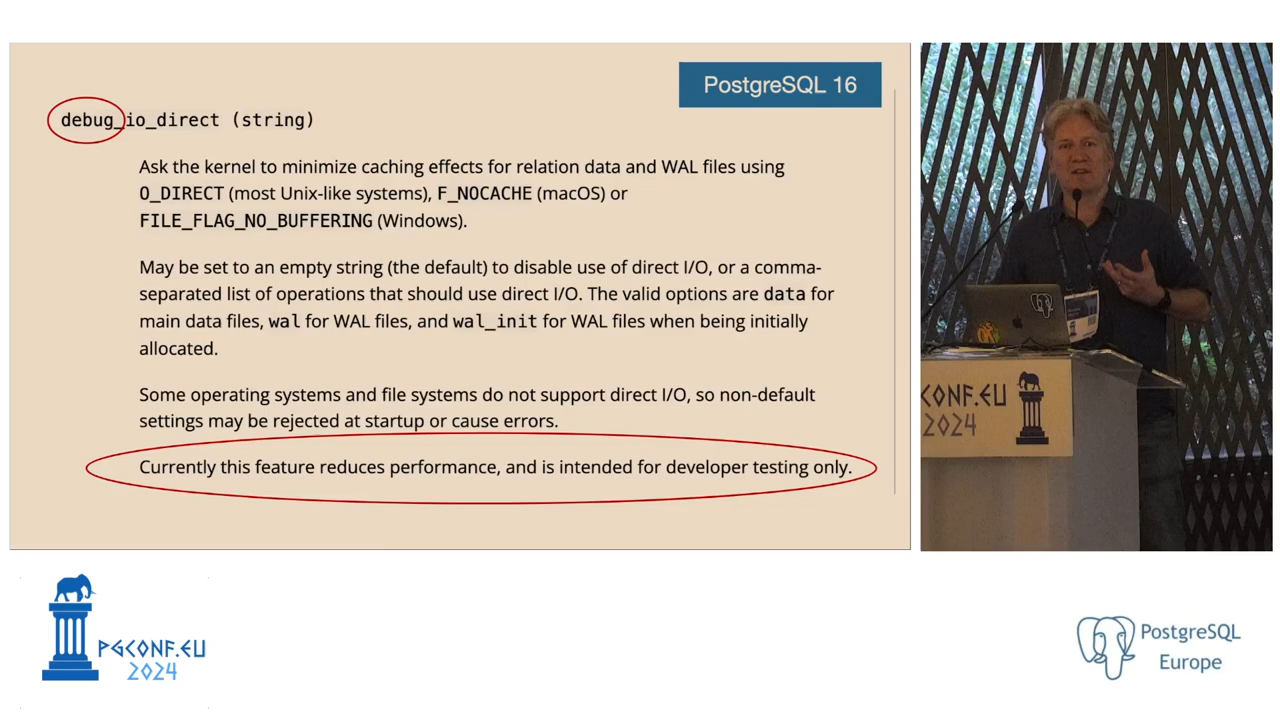 PostgreSQL 16
debug_io_direct (string)
Ask the kernel to minimize caching effects for relation data and WAL files using
O_DIRECT (most Unix-like systems), F_NOCACHE (macOS) or
FILE_FLAG_NO_BUFFERING (Windows).
May be set to an empty string (the default) to disable use of direct I/O, or a comma-
separated list of operations that should use direct I/O. The valid options are data for
main data files, wal for WAL files, and wal_init for WAL files when being initially
allocated.
Some operating systems and file systems do not support direct I/O, so non-default
settings may be rejected at startup or cause errors.
Currently this feature reduces performance, and is intended for developer testing only.
CONF.EU
2024
PGCONF.EU
2024
PostgreSQL
Europe